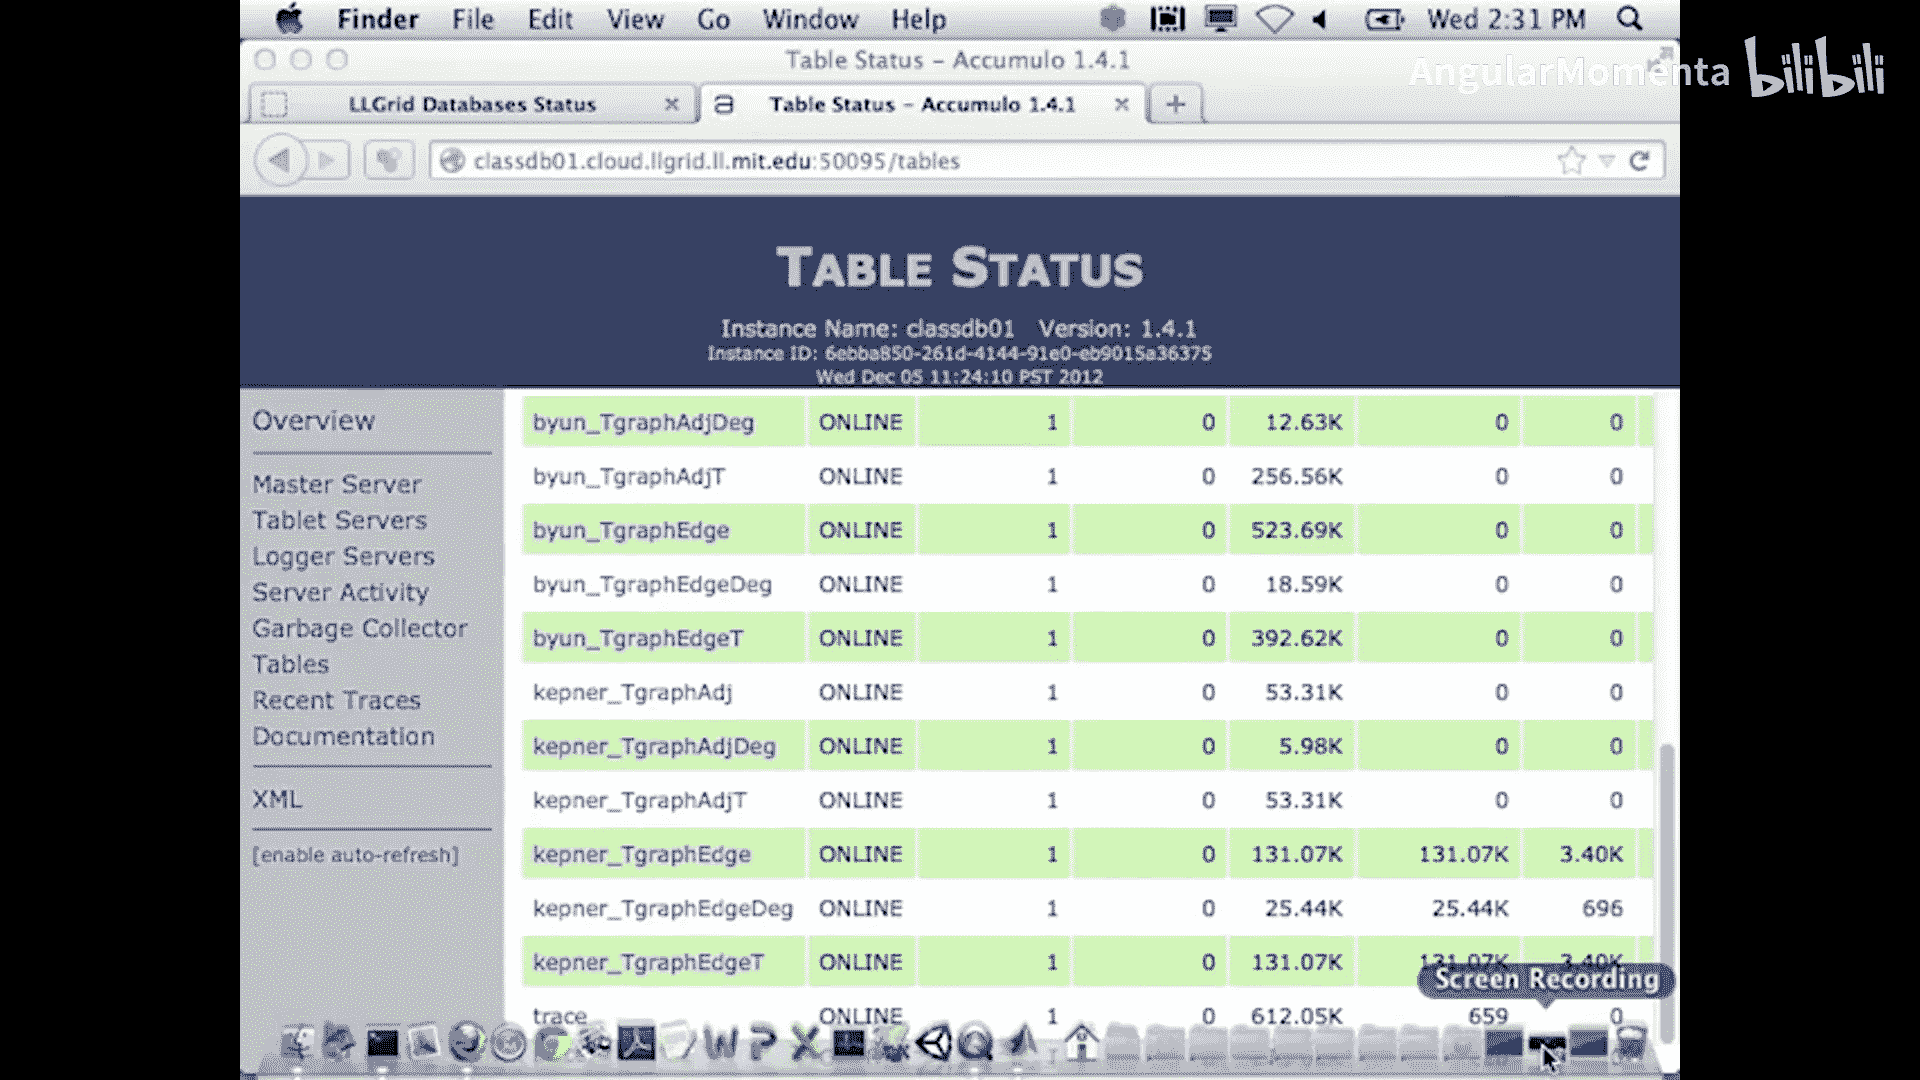 Finder File Edit View Go Window Help Wed 2:31 PM
Table Status – Accumulo 1.4.1
AngularMomenta bilibili
LLGrid Databases Status Table Status – Accumulo 1.4.1
classdb01.cloud.llgrid.ll.mit.edu:50095/tables
TABLE STATUS
Instance Name: classdb01 Version: 1.4.1
Instance ID: 6ebba850-261d-4144-91e0-eb9015a36375
Wed Dec 05 11:24:10 PST 2012
Overview
Master Server
Tablet Servers
Logger Servers
Server Activity
Garbage Collector
Tables
Recent Traces
Documentation
XML
[enable auto-refresh]
byun_TgraphAdjDeg ONLINE 1 0 12.63K 0 0
byun_TgraphAdjT ONLINE 1 0 256.56K 0 0
byun_TgraphEdge ONLINE 1 0 523.69K 0 0
byun_TgraphEdgeDeg ONLINE 1 0 18.59K 0 0
byun_TgraphEdgeT ONLINE 1 0 392.62K 0 0
kepner_TgraphAdj ONLINE 1 0 53.31K 0 0
kepner_TgraphAdjDeg ONLINE 1 0 5.98K 0 0
kepner_TgraphAdjT ONLINE 1 0 53.31K 0 0
kepner_TgraphEdge ONLINE 1 0 131.07K 131.07K 3.40K
kepner_TgraphEdgeDeg ONLINE 1 0 25.44K 25.44K 696
kepner_TgraphEdgeT ONLINE 1 0 131.07K 131.07K 3.40K
Screen Recording
trace ONLINE 1 0 612.05K 659 0